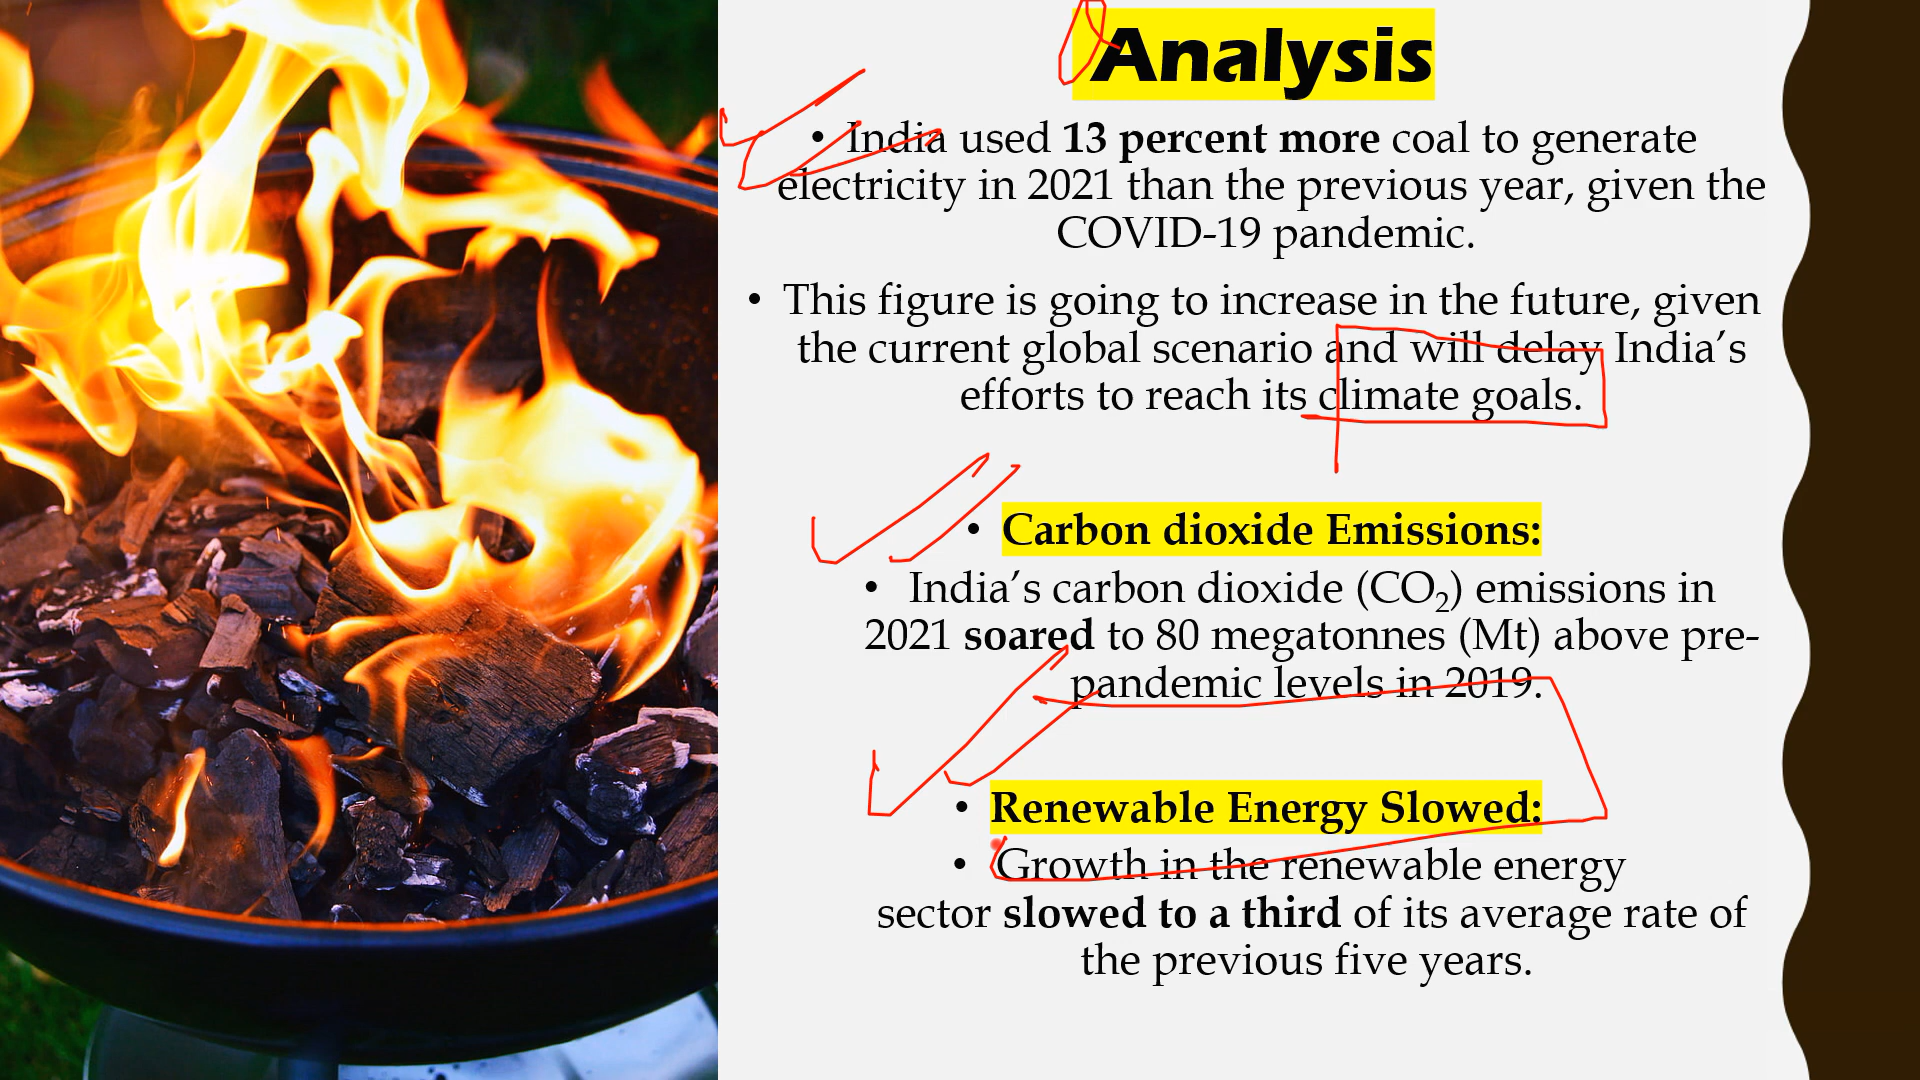 Analysis
• India used 13 percent more coal to generate
electricity in 2021 than the previous year, given the
COVID-19 pandemic.
• This figure is going to increase in the future, given
the current global scenario and will delay India’s
efforts to reach its climate goals.
• Carbon dioxide Emissions:
• India’s carbon dioxide (CO₂) emissions in
2021 soared to 80 megatonnes (Mt) above pre-
pandemic levels in 2019.
• Renewable Energy Slowed:
• Growth in the renewable energy
sector slowed to a third of its average rate of
the previous five years.